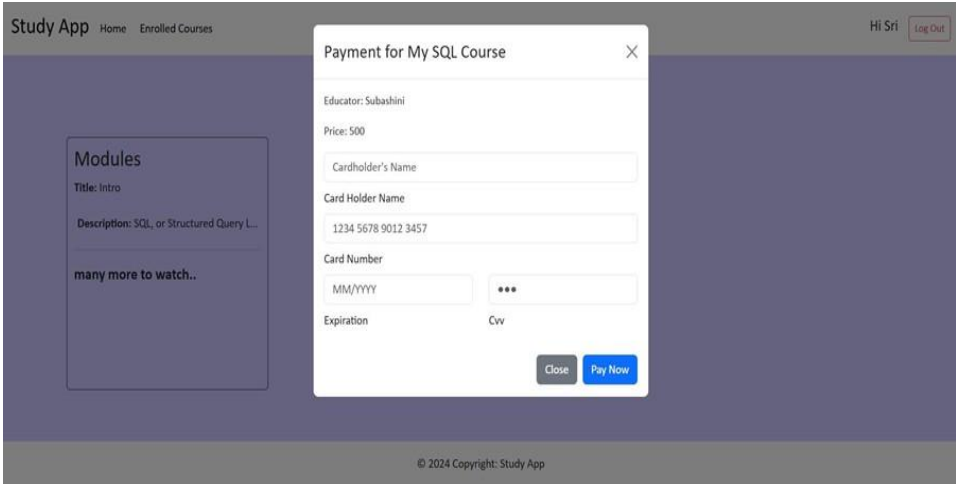 Study App Home Enrolled Courses
Hi Sri Log Out
Modules
Title: Intro
Description: SQL, or Structured Query L...
many more to watch..
Payment for My SQL Course
Educator: Subashini
Price: 500
Cardholder's Name
Card Holder Name
1234 5678 9012 3457
Card Number
MM/YYYY ●●●
Expiration Cvv
Close Pay Now
© 2024 Copyright: Study App